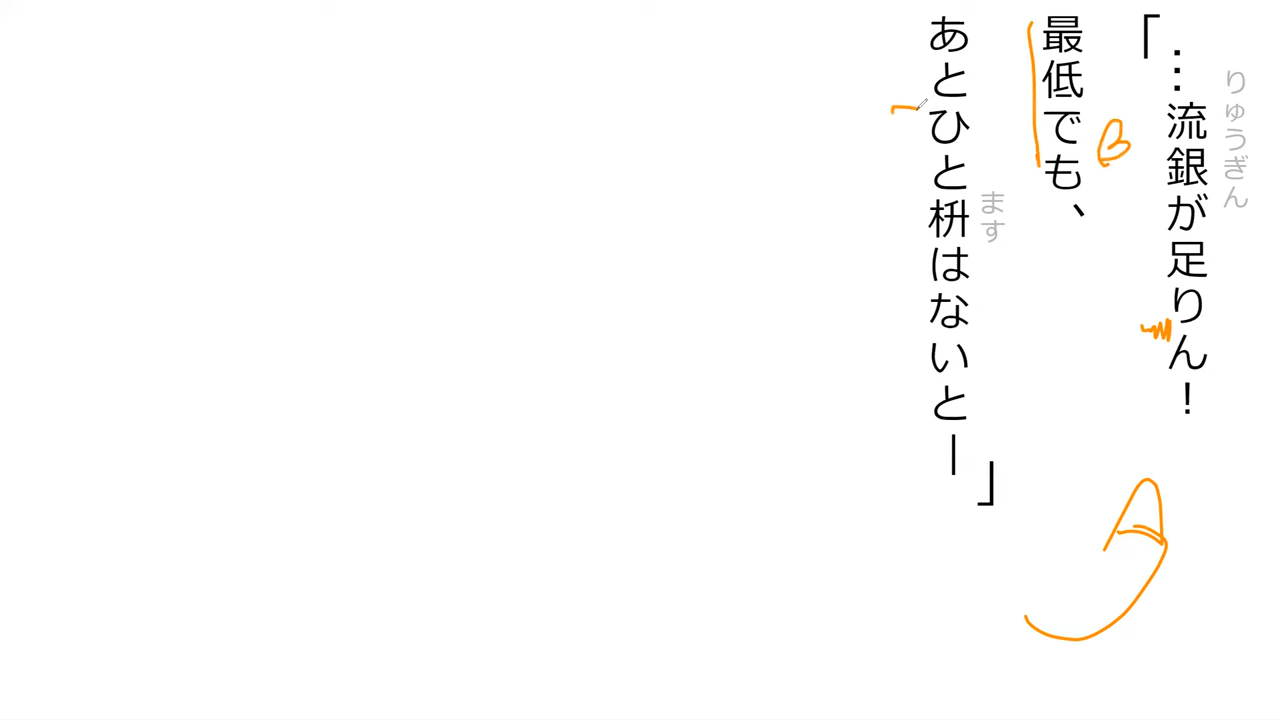 りゅうぎん
「…流銀が足りん！
最低でも、
ます
あとひと枡はないとー」
B
A